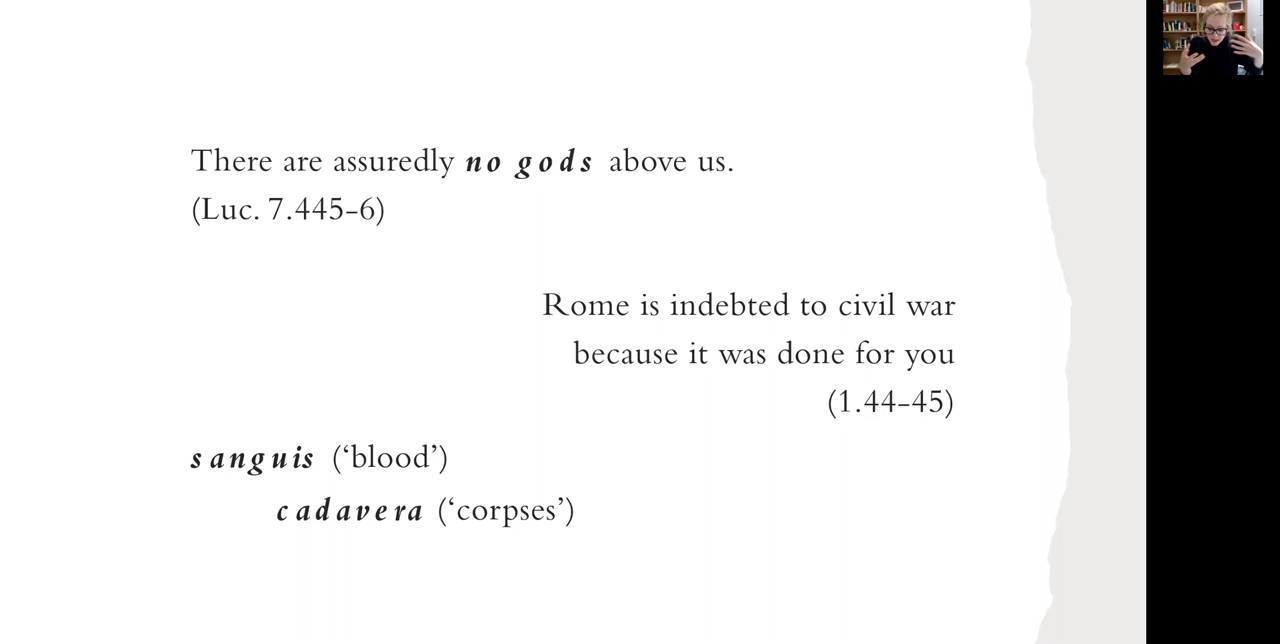 There are assuredly no gods above us.
(Luc. 7.445-6)
Rome is indebted to civil war
because it was done for you
(1.44-45)
sanguis (‘blood’)
cadavera (‘corpses’)